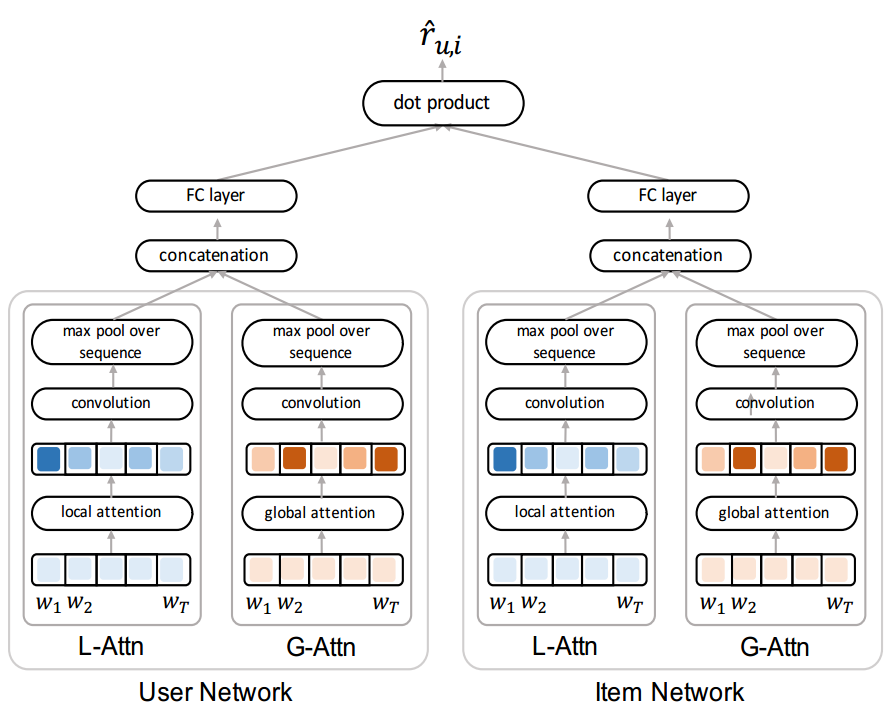 r̂u,i
dot product
FC layer
FC layer
concatenation
concatenation
max pool over
sequence
max pool over
sequence
max pool over
sequence
max pool over
sequence
convolution
convolution
convolution
convolution
local attention
global attention
local attention
global attention
w1 w2 wT
w1 w2 wT
w1 w2 wT
w1 w2 wT
L-Attn
G-Attn
L-Attn
G-Attn
User Network
Item Network